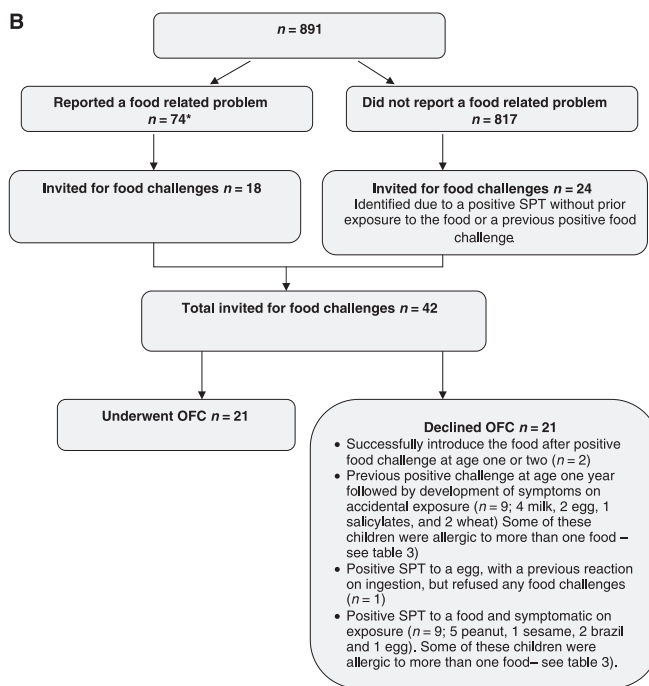 B
n = 891
Reported a food related problem
n = 74*
Did not report a food related problem
n = 817
Invited for food challenges n = 18
Invited for food challenges n = 24
Identified due to a positive SPT without prior
exposure to the food or a previous positive food
challenge.
Total invited for food challenges n = 42
Underwent OFC n = 21
Declined OFC n = 21
• Successfully introduce the food after positive
food challenge at age one or two (n = 2)
• Previous positive challenge at age one year
followed by development of symptoms on
accidental exposure (n = 9; 4 milk, 2 egg, 1
salicylates, and 2 wheat) Some of these
children were allergic to more than one food –
see table 3)
• Positive SPT to a egg, with a previous reaction
on ingestion, but refused any food challenges
(n = 1)
• Positive SPT to a food and symptomatic on
exposure (n = 9; 5 peanut, 1 sesame, 2 brazil
and 1 egg). Some of these children were
allergic to more than one food– see table 3).